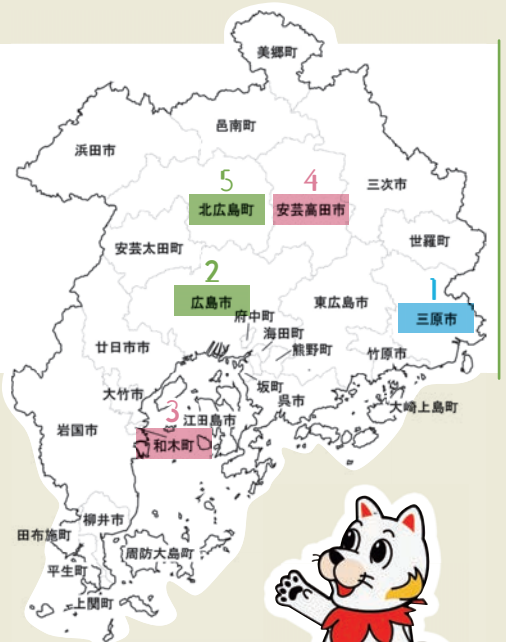 美郷町
邑南町
浜田市
5
北広島町
4
安芸高田市
三次市
世羅町
安芸太田町
2
広島市
府中町
海田町
熊野町
東広島市
1
三原市
竹原市
廿日市市
坂町
呉市
大崎上島町
大竹市
3
江田島市
和木町
岩国市
柳井市
田布施町
周防大島町
平生町
上関町